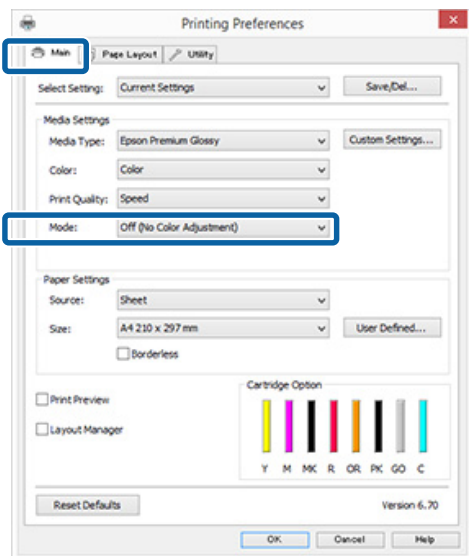 Printing Preferences
Main Page Layout Utility
Select Setting: Current Settings Save/Del...
Media Settings
Media Type: Epson Premium Glossy Custom Settings...
Color: Color
Print Quality: Speed
Mode: Off (No Color Adjustment)
Paper Settings
Source: Sheet
Size: A4 210 x 297 mm User Defined...
Borderless
Cartridge Option
Print Preview
Layout Manager
Y M MK R OR PK GO C
Reset Defaults Version 6.70
OK Cancel Help